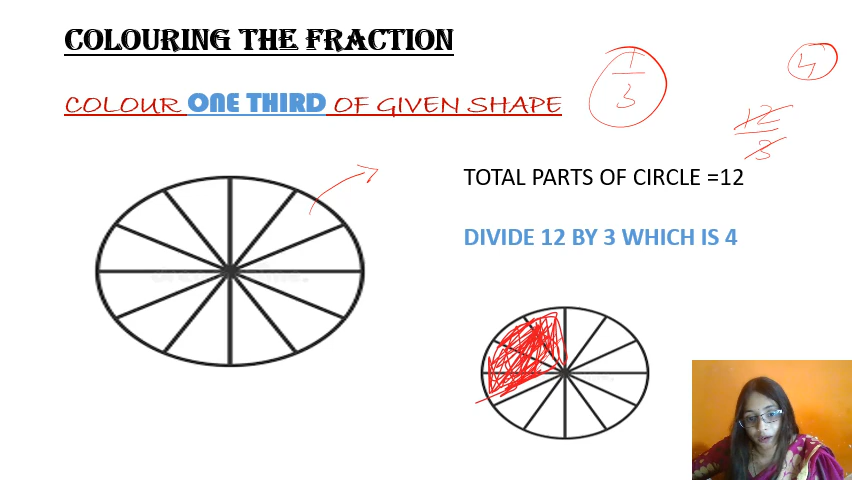 COLOURING THE FRACTION
COLOUR ONE THIRD OF GIVEN SHAPE
1
3
4
12
3
TOTAL PARTS OF CIRCLE =12
DIVIDE 12 BY 3 WHICH IS 4